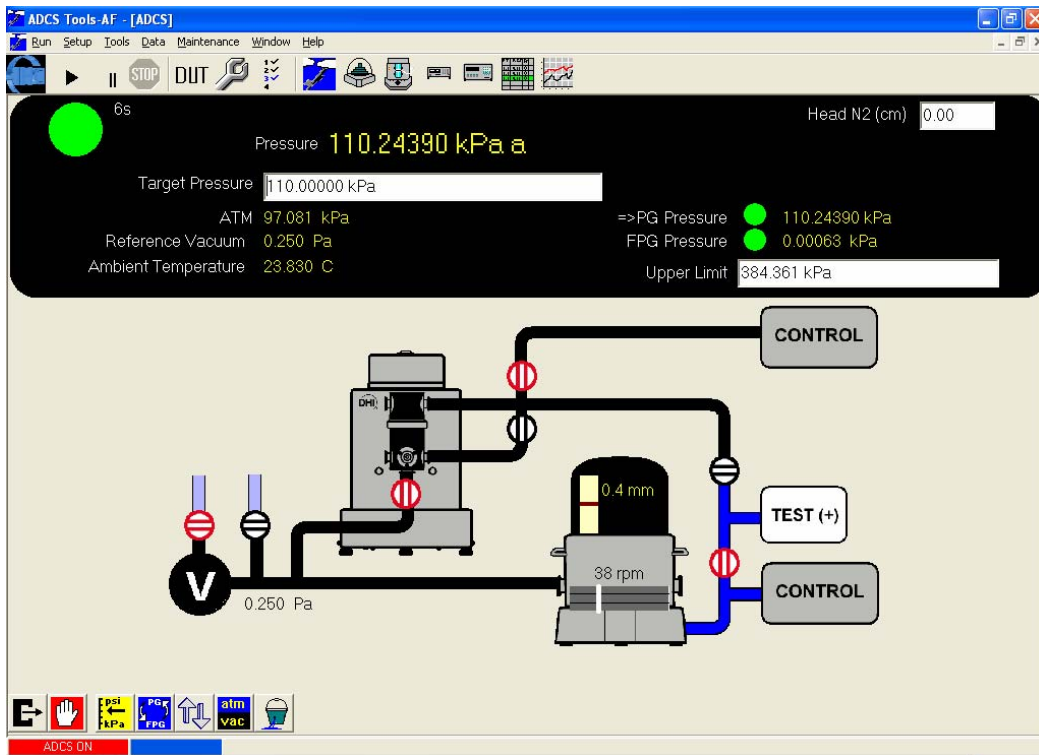 ADCS Tools-AF - [ADCS]
Run Setup Tools Data Maintenance Window Help
STOP DUT
6s
Head N2 (cm) 0.00
Pressure 110.24390 kPa a
Target Pressure 110.00000 kPa
ATM 97.081 kPa
=>PG Pressure 110.24390 kPa
Reference Vacuum 0.250 Pa
FPG Pressure 0.00063 kPa
Ambient Temperature 23.830 C
Upper Limit 384.361 kPa
CONTROL
DHI
0.4 mm
TEST (+)
38 rpm
V
CONTROL
0.250 Pa
E psi kPa PG FPG atm vac
ADCS ON